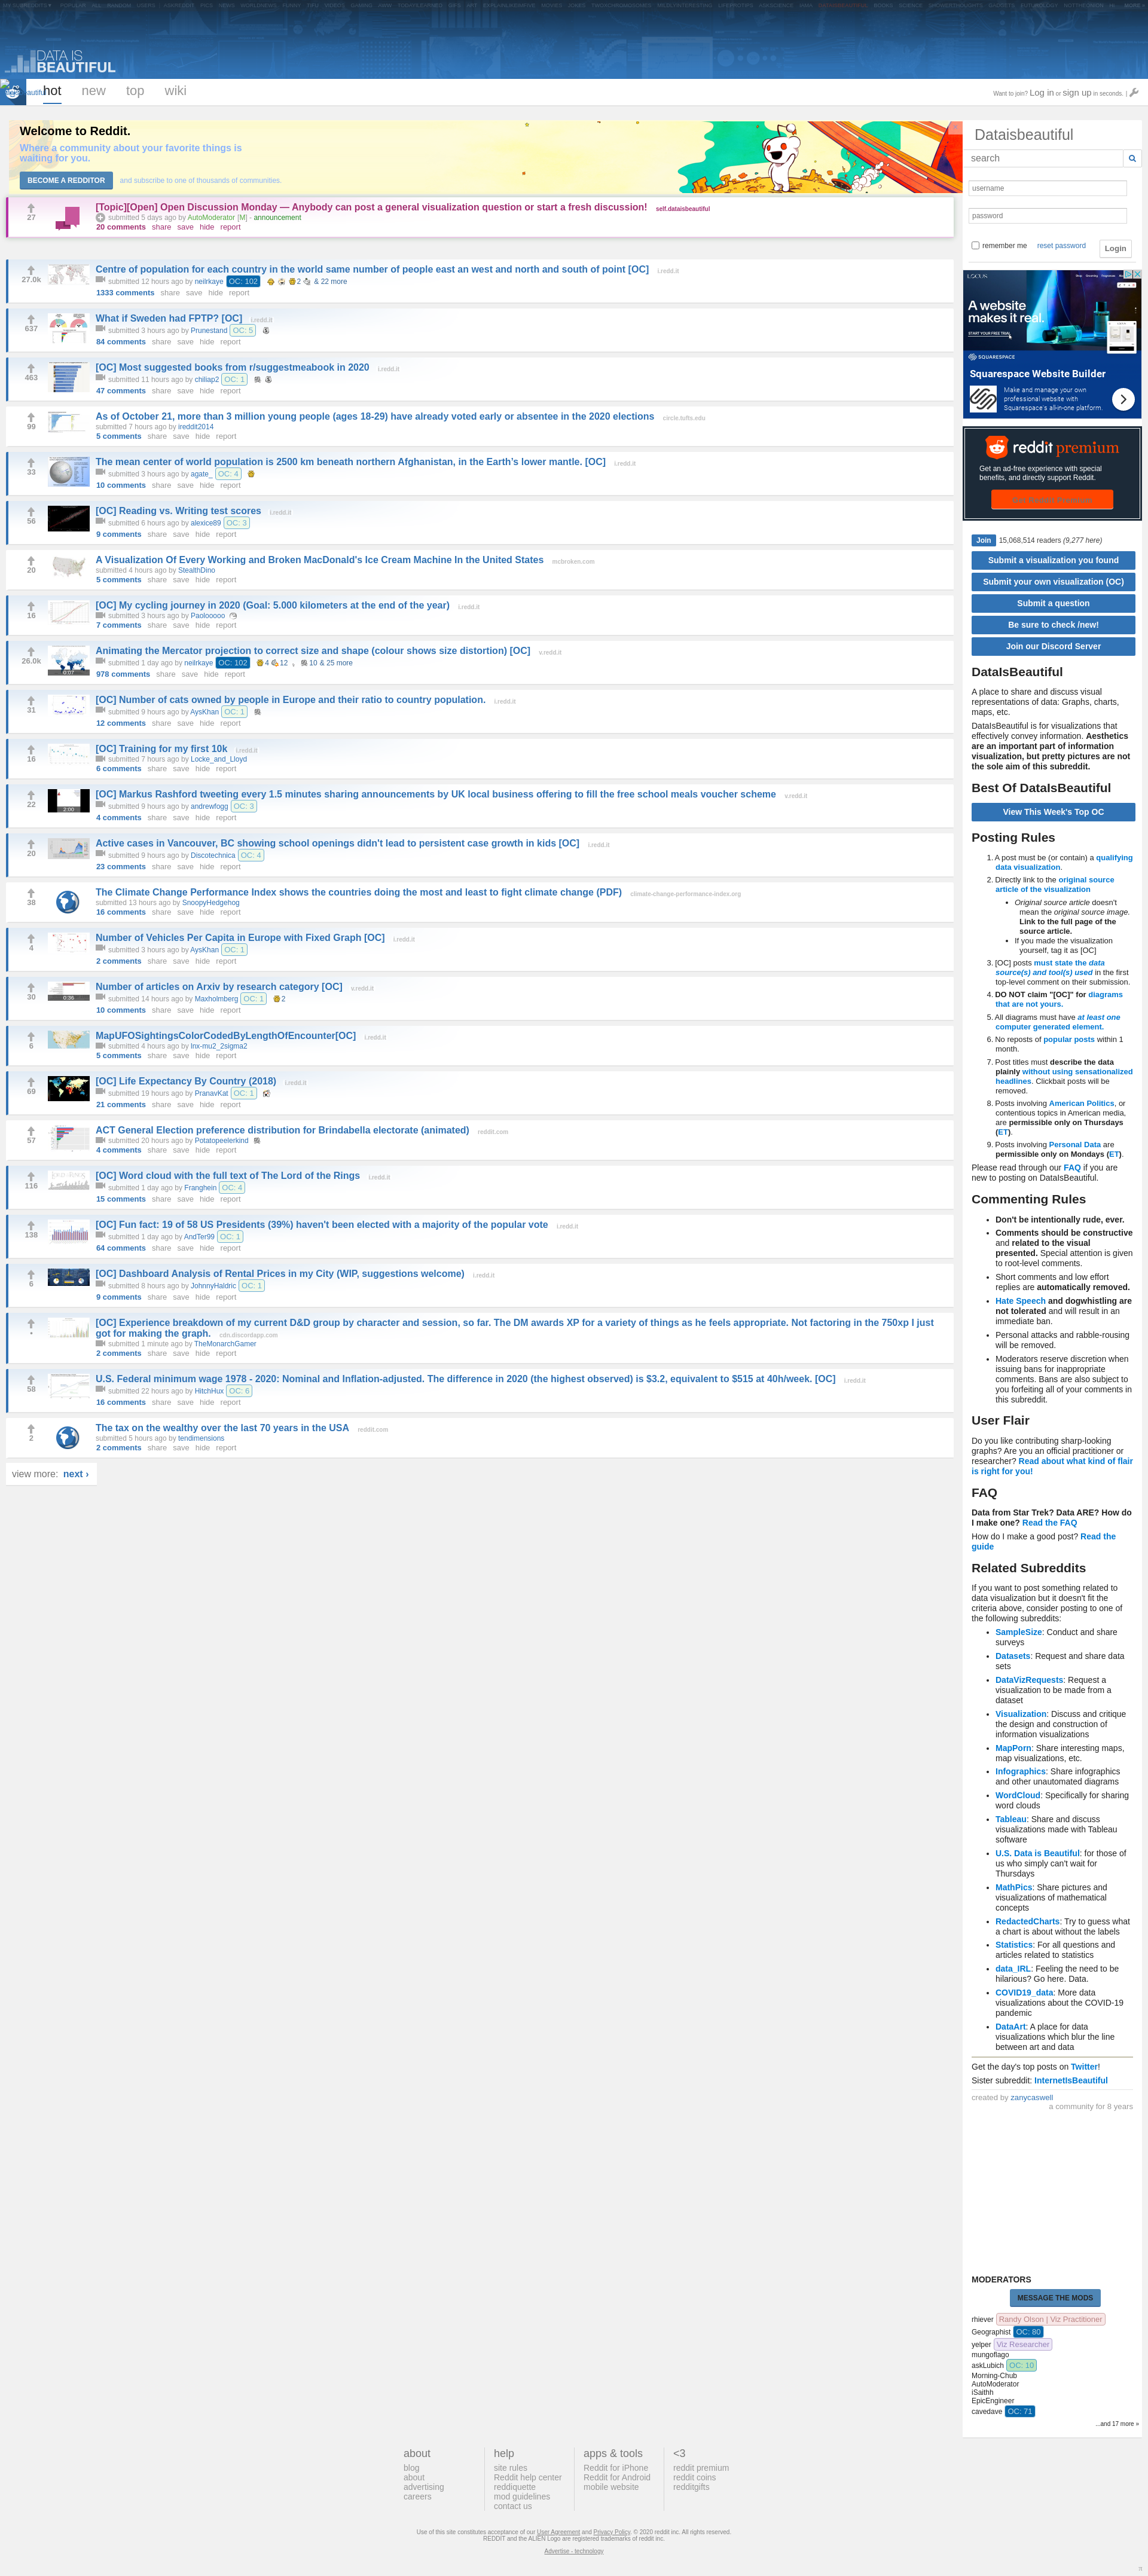 DATA IS
BEAUTIFUL
hot new top wiki
Want to join? Log in or sign up in seconds. |
Welcome to Reddit.
Where a community about your favorite things is
waiting for you.
BECOME A REDDITOR and subscribe to one of thousands of communities.
27
[Topic][Open] Open Discussion Monday — Anybody can post a general visualization question or start a fresh discussion! self.dataisbeautiful
submitted 5 days ago by AutoModerator [M] - announcement
20 comments share save hide report
27.0k
Centre of population for each country in the world same number of people east an west and north and south of point [OC] i.redd.it
submitted 12 hours ago by neilrkaye OC: 102 2 & 22 more
1333 comments share save hide report
637
What if Sweden had FPTP? [OC] i.redd.it
submitted 3 hours ago by Prunestand OC: 5
84 comments share save hide report
463
[OC] Most suggested books from r/suggestmeabook in 2020 i.redd.it
submitted 11 hours ago by chiliap2 OC: 1
47 comments share save hide report
99
As of October 21, more than 3 million young people (ages 18-29) have already voted early or absentee in the 2020 elections circle.tufts.edu
submitted 7 hours ago by ireddit2014
5 comments share save hide report
33
The mean center of world population is 2500 km beneath northern Afghanistan, in the Earth's lower mantle. [OC] i.redd.it
submitted 3 hours ago by agate_ OC: 4
10 comments share save hide report
56
[OC] Reading vs. Writing test scores i.redd.it
submitted 6 hours ago by alexice89 OC: 3
9 comments share save hide report
20
A Visualization Of Every Working and Broken MacDonald's Ice Cream Machine In the United States mcbroken.com
submitted 4 hours ago by StealthDino
5 comments share save hide report
16
[OC] My cycling journey in 2020 (Goal: 5.000 kilometers at the end of the year) i.redd.it
submitted 3 hours ago by Paolooooo
7 comments share save hide report
26.0k
Animating the Mercator projection to correct size and shape (colour shows size distortion) [OC] v.redd.it
submitted 1 day ago by neilrkaye OC: 102 4 12 10 & 25 more
978 comments share save hide report
31
[OC] Number of cats owned by people in Europe and their ratio to country population. i.redd.it
submitted 9 hours ago by AysKhan OC: 1
12 comments share save hide report
16
[OC] Training for my first 10k i.redd.it
submitted 7 hours ago by Locke_and_Lloyd
6 comments share save hide report
22
2:00
[OC] Markus Rashford tweeting every 1.5 minutes sharing announcements by UK local business offering to fill the free school meals voucher scheme v.redd.it
submitted 9 hours ago by andrewfogg OC: 3
4 comments share save hide report
20
Active cases in Vancouver, BC showing school openings didn't lead to persistent case growth in kids [OC] i.redd.it
submitted 9 hours ago by Discotechnica OC: 4
23 comments share save hide report
38
The Climate Change Performance Index shows the countries doing the most and least to fight climate change (PDF) climate-change-performance-index.org
submitted 13 hours ago by SnoopyHedgehog
16 comments share save hide report
4
Number of Vehicles Per Capita in Europe with Fixed Graph [OC] i.redd.it
submitted 3 hours ago by AysKhan OC: 1
2 comments share save hide report
30
0:36
Number of articles on Arxiv by research category [OC] v.redd.it
submitted 14 hours ago by Maxholmberg OC: 1 2
10 comments share save hide report
6
MapUFOSightingsColorCodedByLengthOfEncounter[OC] i.redd.it
submitted 4 hours ago by lnx-mu2_2sigma2
5 comments share save hide report
69
[OC] Life Expectancy By Country (2018) i.redd.it
submitted 19 hours ago by PranavKat OC: 1
21 comments share save hide report
57
ACT General Election preference distribution for Brindabella electorate (animated) reddit.com
submitted 20 hours ago by Potatopeelerkind
4 comments share save hide report
116
[OC] Word cloud with the full text of The Lord of the Rings i.redd.it
submitted 1 day ago by Franghein OC: 4
15 comments share save hide report
138
[OC] Fun fact: 19 of 58 US Presidents (39%) haven't been elected with a majority of the popular vote i.redd.it
submitted 1 day ago by AndTer99 OC: 1
64 comments share save hide report
6
[OC] Dashboard Analysis of Rental Prices in my City (WIP, suggestions welcome) i.redd.it
submitted 8 hours ago by JohnnyHaldric OC: 1
9 comments share save hide report
•
[OC] Experience breakdown of my current D&D group by character and session, so far. The DM awards XP for a variety of things as he feels appropriate. Not factoring in the 750xp I just
got for making the graph. cdn.discordapp.com
submitted 1 minute ago by TheMonarchGamer
2 comments share save hide report
58
U.S. Federal minimum wage 1978 - 2020: Nominal and Inflation-adjusted. The difference in 2020 (the highest observed) is $3.2, equivalent to $515 at 40h/week. [OC] i.redd.it
submitted 22 hours ago by HitchHux OC: 6
16 comments share save hide report
2
The tax on the wealthy over the last 70 years in the USA reddit.com
submitted 5 hours ago by tendimensions
2 comments share save hide report
view more: next ›
Dataisbeautiful
search
username
password
remember me reset password Login
A website
makes it real.
START YOUR FREE TRIAL
SQUARESPACE
Squarespace Website Builder
Make and manage your own
professional website with
Squarespace's all-in-one platform.
reddit premium
Get an ad-free experience with special
benefits, and directly support Reddit.
Join 15,068,514 readers (9,277 here)
Submit a visualization you found
Submit your own visualization (OC)
Submit a question
Be sure to check /new!
Join our Discord Server
DataIsBeautiful
A place to share and discuss visual
representations of data: Graphs, charts,
maps, etc.
DataIsBeautiful is for visualizations that
effectively convey information. Aesthetics
are an important part of information
visualization, but pretty pictures are not
the sole aim of this subreddit.
Best Of DataIsBeautiful
View This Week's Top OC
Posting Rules
1. A post must be (or contain) a qualifying
data visualization.
2. Directly link to the original source
article of the visualization
• Original source article doesn't
mean the original image.
Link to the full page of the
source article.
• If you made the visualization
yourself, tag it as [OC]
3. [OC] posts must state the data
source(s) and tool(s) used in the first
top-level comment on their submission.
4. DO NOT claim "[OC]" for diagrams
that are not yours.
5. All diagrams must have at least one
computer generated element.
6. No reposts of popular posts within 1
month.
7. Post titles must describe the data
plainly without using sensationalized
headlines. Clickbait posts will be
removed.
8. Posts involving American Politics, or
contentious topics in American media,
are permissible only on Thursdays
(ET).
9. Posts involving Personal Data are
permissible only on Mondays (ET).
Please read through our FAQ if you are
new to posting on DataIsBeautiful.
Commenting Rules
• Don't be intentionally rude, ever.
• Comments should be constructive
and related to the visual
presented. Special attention is given
to root-level comments.
• Short comments and low effort
replies are automatically removed.
• Hate Speech and dogwhistling are
not tolerated and will result in an
immediate ban.
• Personal attacks and rabble-rousing
will be removed.
• Moderators reserve discretion when
issuing bans for inappropriate
comments. Bans are also subject to
you forfeiting all of your comments in
this subreddit.
User Flair
Do you like contributing sharp-looking
graphs? Are you an official practitioner or
researcher? Read about what kind of flair
is right for you!
FAQ
Data from Star Trek? Data ARE? How do
I make one? Read the FAQ
How do I make a good post? Read the
guide
Related Subreddits
If you want to post something related to
data visualization but it doesn't fit the
criteria above, consider posting to one of
the following subreddits:
• SampleSize: Conduct and share
surveys
• Datasets: Request and share data
sets
• DataVizRequests: Request a
visualization to be made from a
dataset
• Visualization: Discuss and critique
the design and construction of
information visualizations
• MapPorn: Share interesting maps,
map visualizations, etc.
• Infographics: Share infographics
and other unautomated diagrams
• WordCloud: Specifically for sharing
word clouds
• Tableau: Share and discuss
visualizations made with Tableau
software
• U.S. Data is Beautiful: for those of
us who simply can't wait for
Thursdays
• MathPics: Share pictures and
visualizations of mathematical
concepts
• RedactedCharts: Try to guess what
a chart is about without the labels
• Statistics: For all questions and
articles related to statistics
• data_IRL: Feeling the need to be
hilarious? Go here. Data.
• COVID19_data: More data
visualizations about the COVID-19
pandemic
• DataArt: A place for data
visualizations which blur the line
between art and data
Get the day's top posts on Twitter!
Sister subreddit: InternetIsBeautiful
created by zanycaswell
a community for 8 years
MODERATORS
MESSAGE THE MODS
rhiever Randy Olson | Viz Practitioner
Geographist OC: 80
yelper Viz Researcher
mungoflago
askLubich OC: 10
Morning-Chub
AutoModerator
iSaithh
EpicEngineer
cavedave OC: 71
...and 17 more »
about
blog
about
advertising
careers
help
site rules
Reddit help center
reddiquette
mod guidelines
contact us
apps & tools
Reddit for iPhone
Reddit for Android
mobile website
<3
reddit premium
reddit coins
redditgifts
Use of this site constitutes acceptance of our User Agreement and Privacy Policy. © 2020 reddit inc. All rights reserved.
REDDIT and the ALIEN Logo are registered trademarks of reddit inc.
Advertise - technology
π